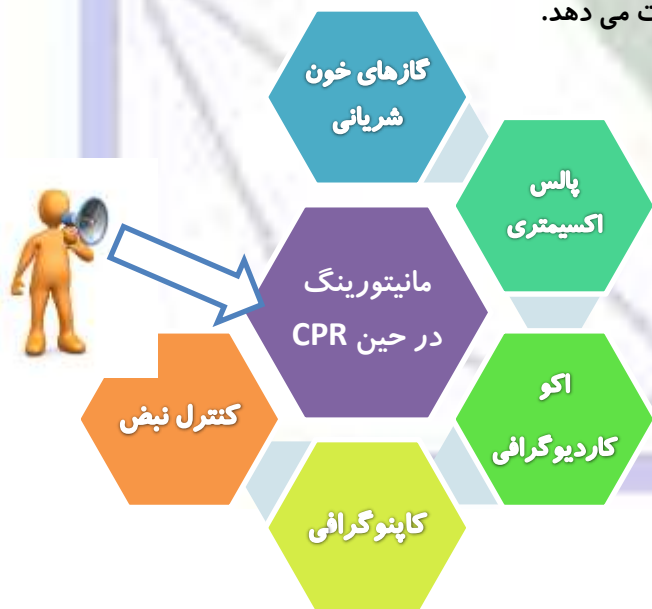 ت می دهد.
گازهای خون
شریانی
پالس
اکسیمتری
مانیتورینگ
در حین CPR
اکو
کاردیوگرافی
کاپنوگرافی
کنترل نبض